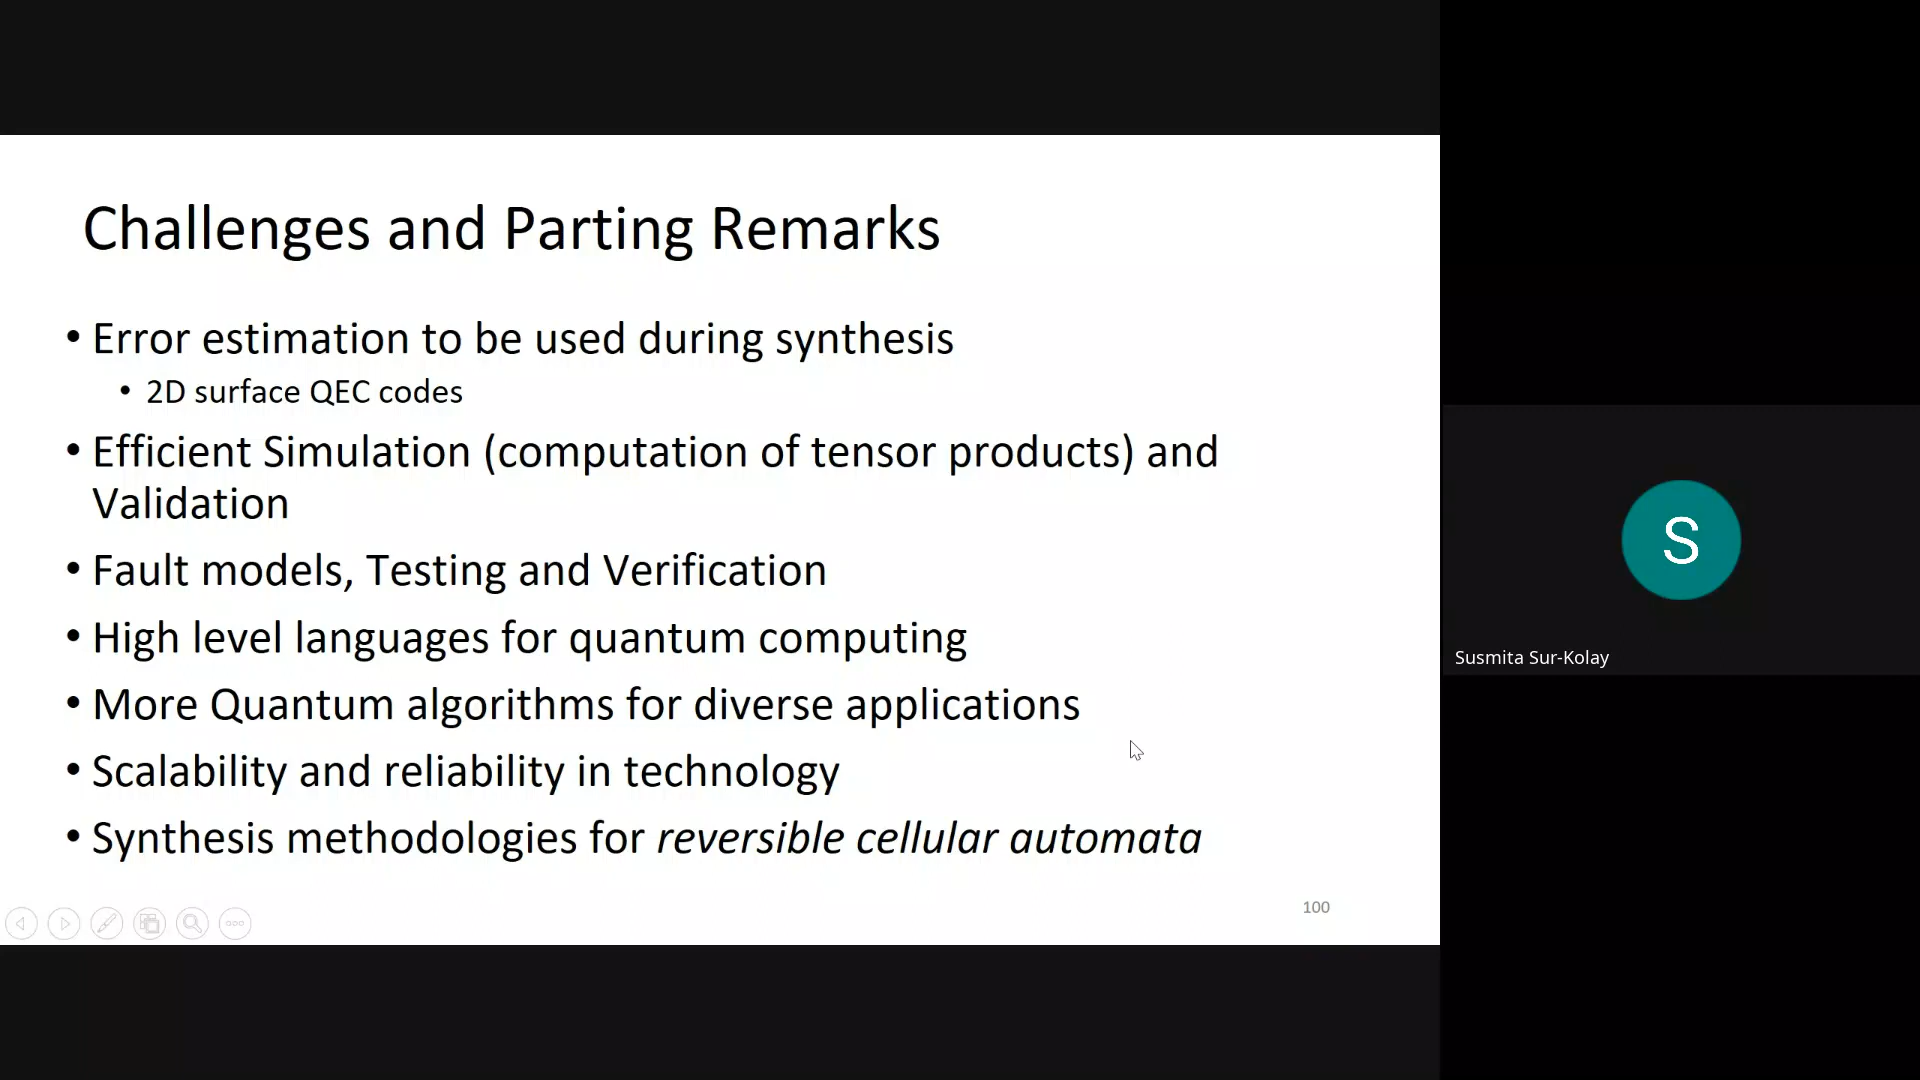 Challenges and Parting Remarks
• Error estimation to be used during synthesis
• 2D surface QEC codes
• Efficient Simulation (computation of tensor products) and
Validation
• Fault models, Testing and Verification
• High level languages for quantum computing
• More Quantum algorithms for diverse applications
• Scalability and reliability in technology
• Synthesis methodologies for reversible cellular automata
100
S
Susmita Sur-Kolay